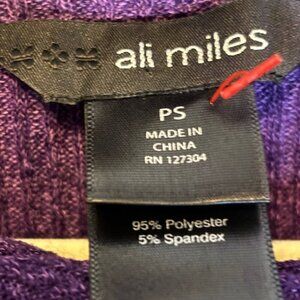 ali miles
PS
MADE IN
CHINA
RN 127304
95% Polyester
5% Spandex